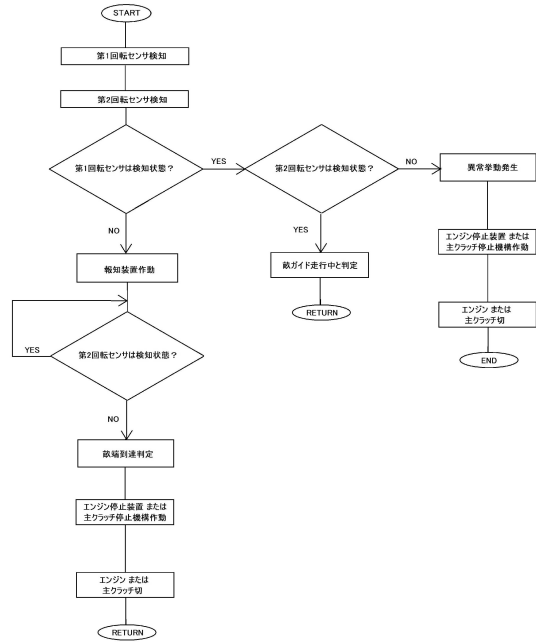 START
第1回転センサ検知
第2回転センサ検知
第1回転センサは検知状態？
YES
第2回転センサは検知状態？
NO
異常挙動発生
エンジン停止装置 または
主クラッチ停止機構作動
エンジン または
主クラッチ切
END
YES
畝ガイド走行中と判定
RETURN
NO
報知装置作動
第2回転センサは検知状態？
YES
NO
畝端到達判定
エンジン停止装置 または
主クラッチ停止機構作動
エンジン または
主クラッチ切
RETURN